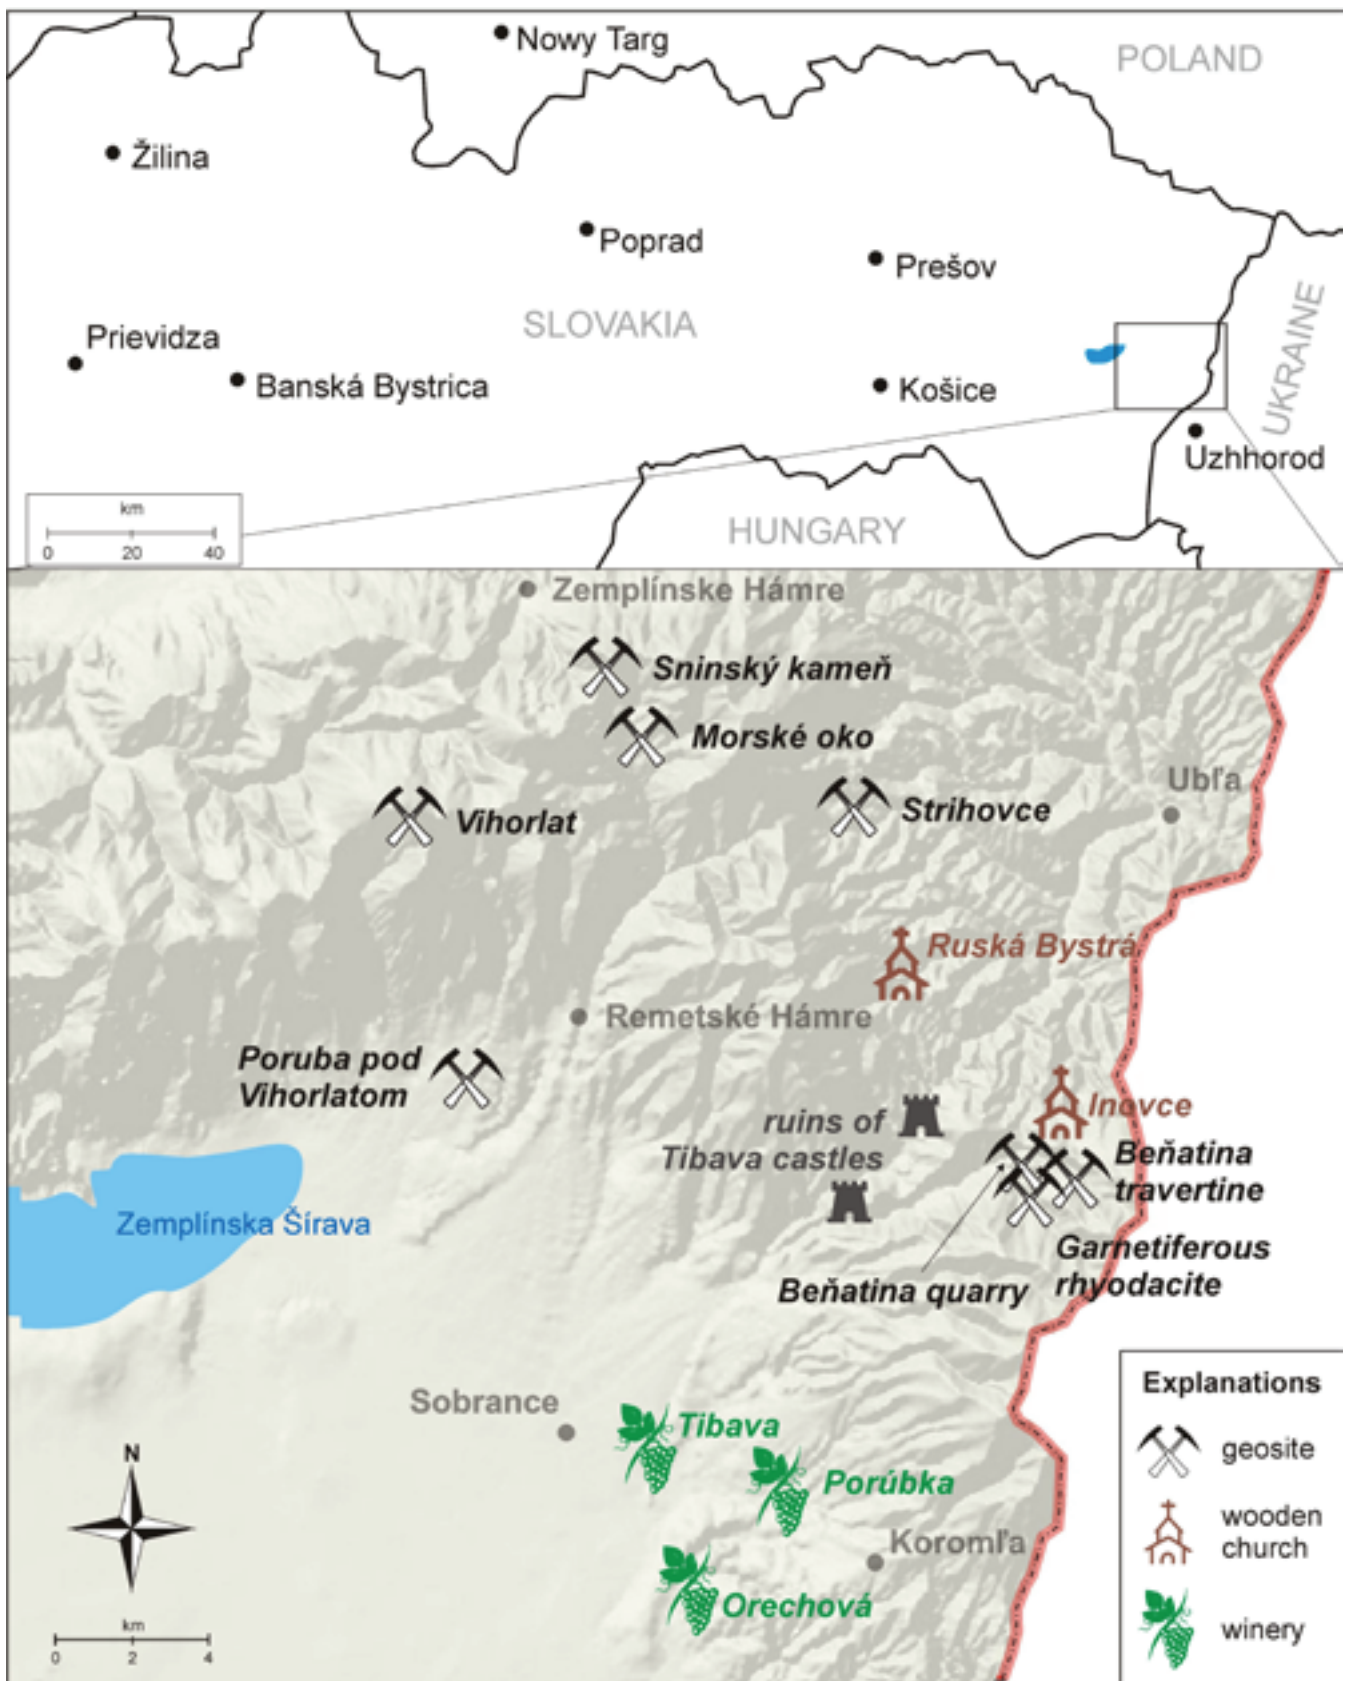 Nowy Targ
POLAND
Žilina
Poprad
Prešov
SLOVAKIA
UKRAINE
Prievidza
Banská Bystrica
Košice
Uzhhorod
HUNGARY
km
0 20 40
Zemplínske Hámre
Sninský kameň
Morské oko
Ubľa
Vihorlat
Strihovce
Ruská Bystrá
Remetské Hámre
Poruba pod
Vihorlatom
Inovce
ruins of
Tibava castles
Beňatina
travertine
Zemplínska Šírava
Garnetiferous
rhyodacite
Beňatina quarry
Sobrance
Tibava
Porúbka
Koromľa
Orechová
N
km
0 2 4
Explanations
geosite
wooden
church
winery